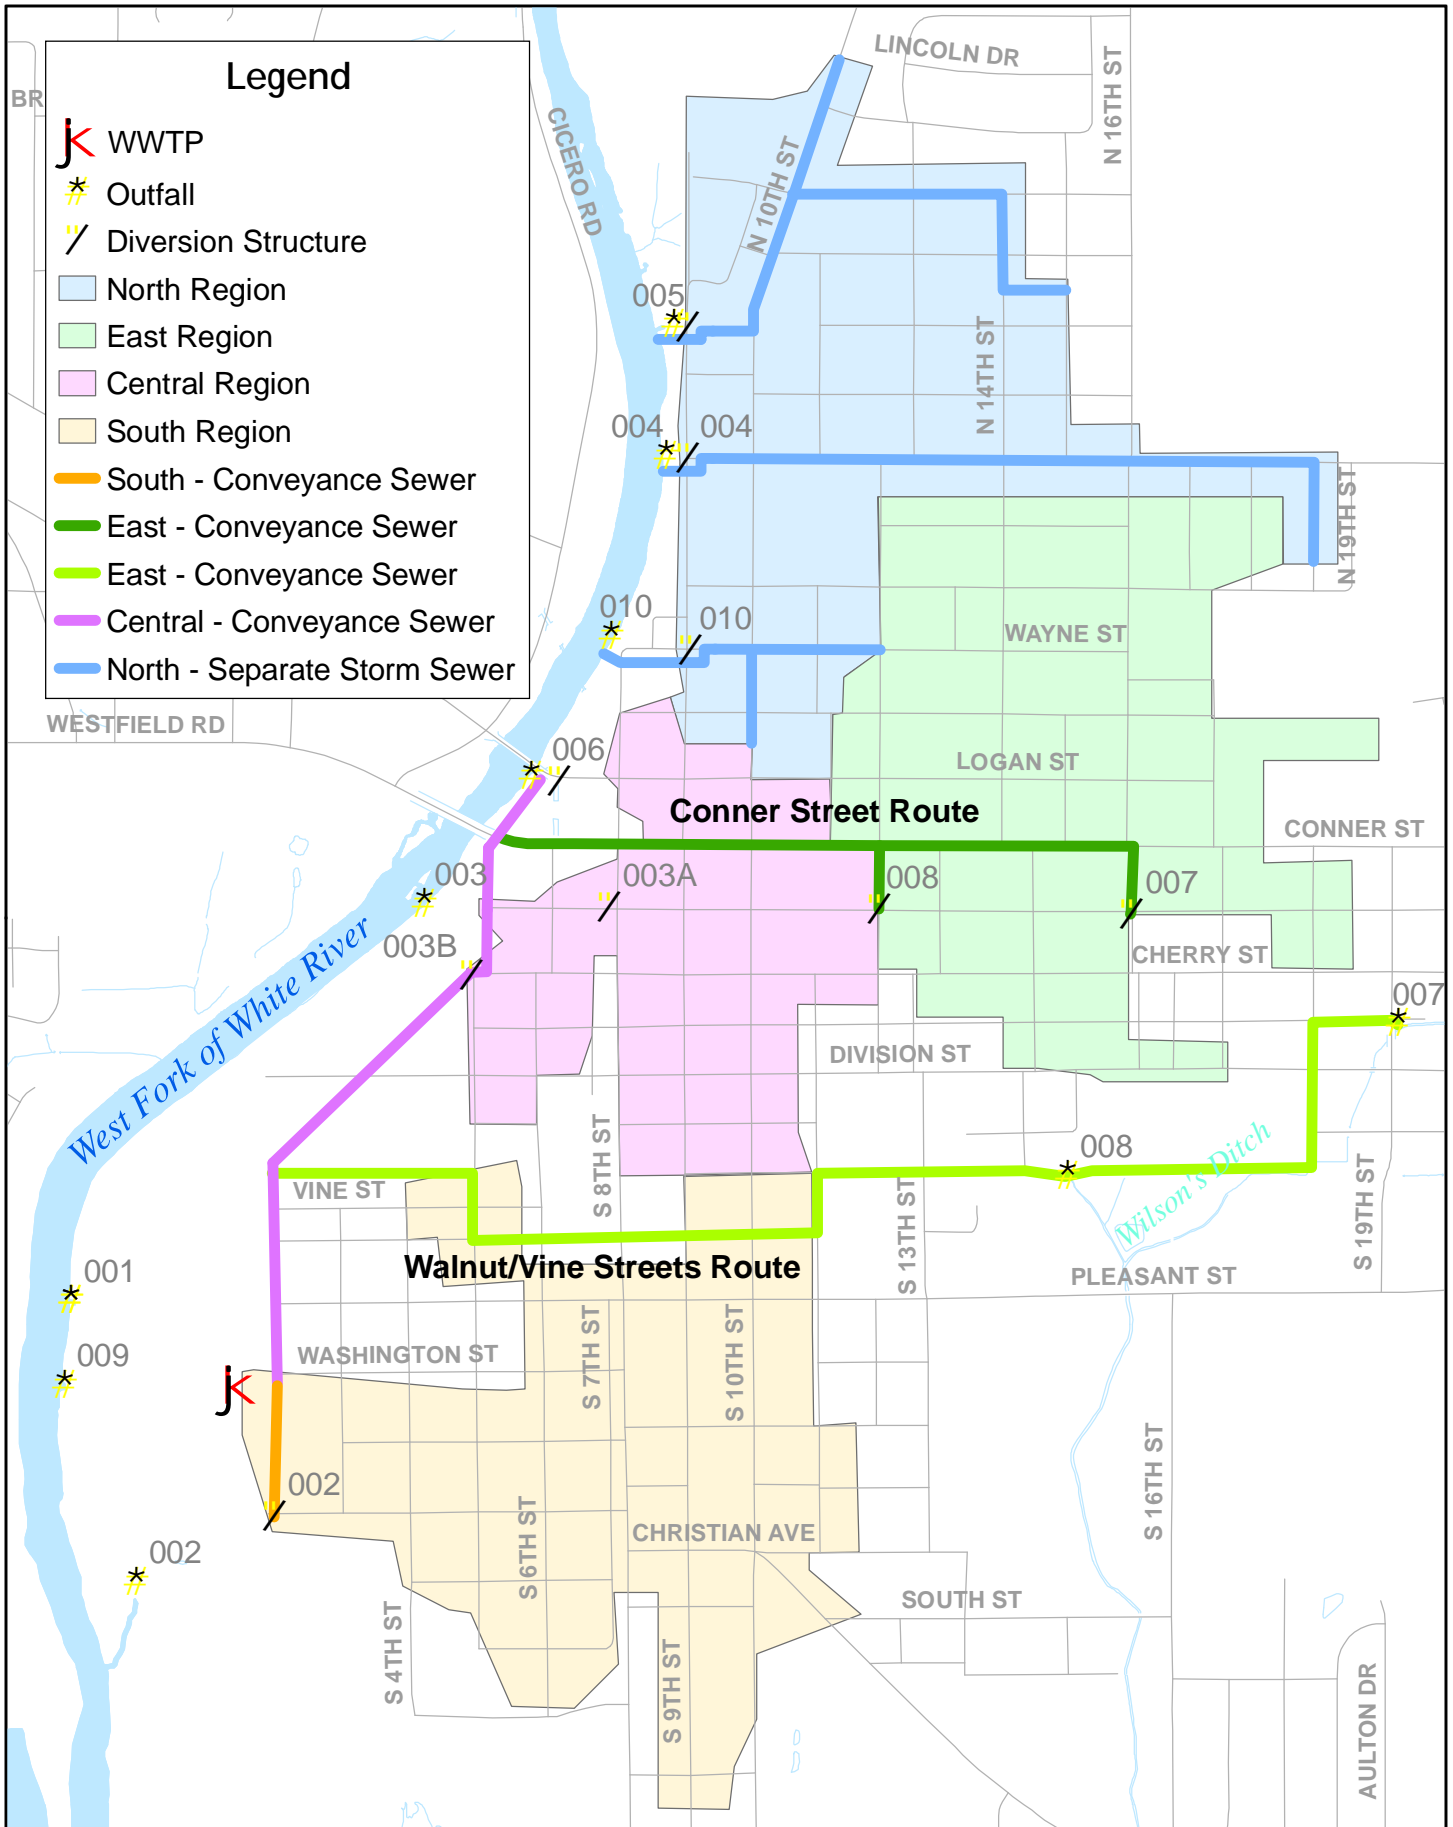 Legend
WWTP
Outfall
Diversion Structure
North Region
East Region
Central Region
South Region
South - Conveyance Sewer
East - Conveyance Sewer
East - Conveyance Sewer
Central - Conveyance Sewer
North - Separate Storm Sewer
BR
LINCOLN DR
N 16TH ST
CICERO RD
N 10TH ST
005
N 14TH ST
004
004
N 19TH ST
010
010
WAYNE ST
WESTFIELD RD
006
LOGAN ST
Conner Street Route
CONNER ST
003
003A
008
007
003B
CHERRY ST
West Fork of White River
007
DIVISION ST
S 8TH ST
008
Wilson's Ditch
VINE ST
S 13TH ST
S 19TH ST
Walnut/Vine Streets Route
001
PLEASANT ST
009
WASHINGTON ST
S 7TH ST
S 10TH ST
002
S 16TH ST
CHRISTIAN AVE
S 6TH ST
002
SOUTH ST
S 4TH ST
S 9TH ST
AULTON DR